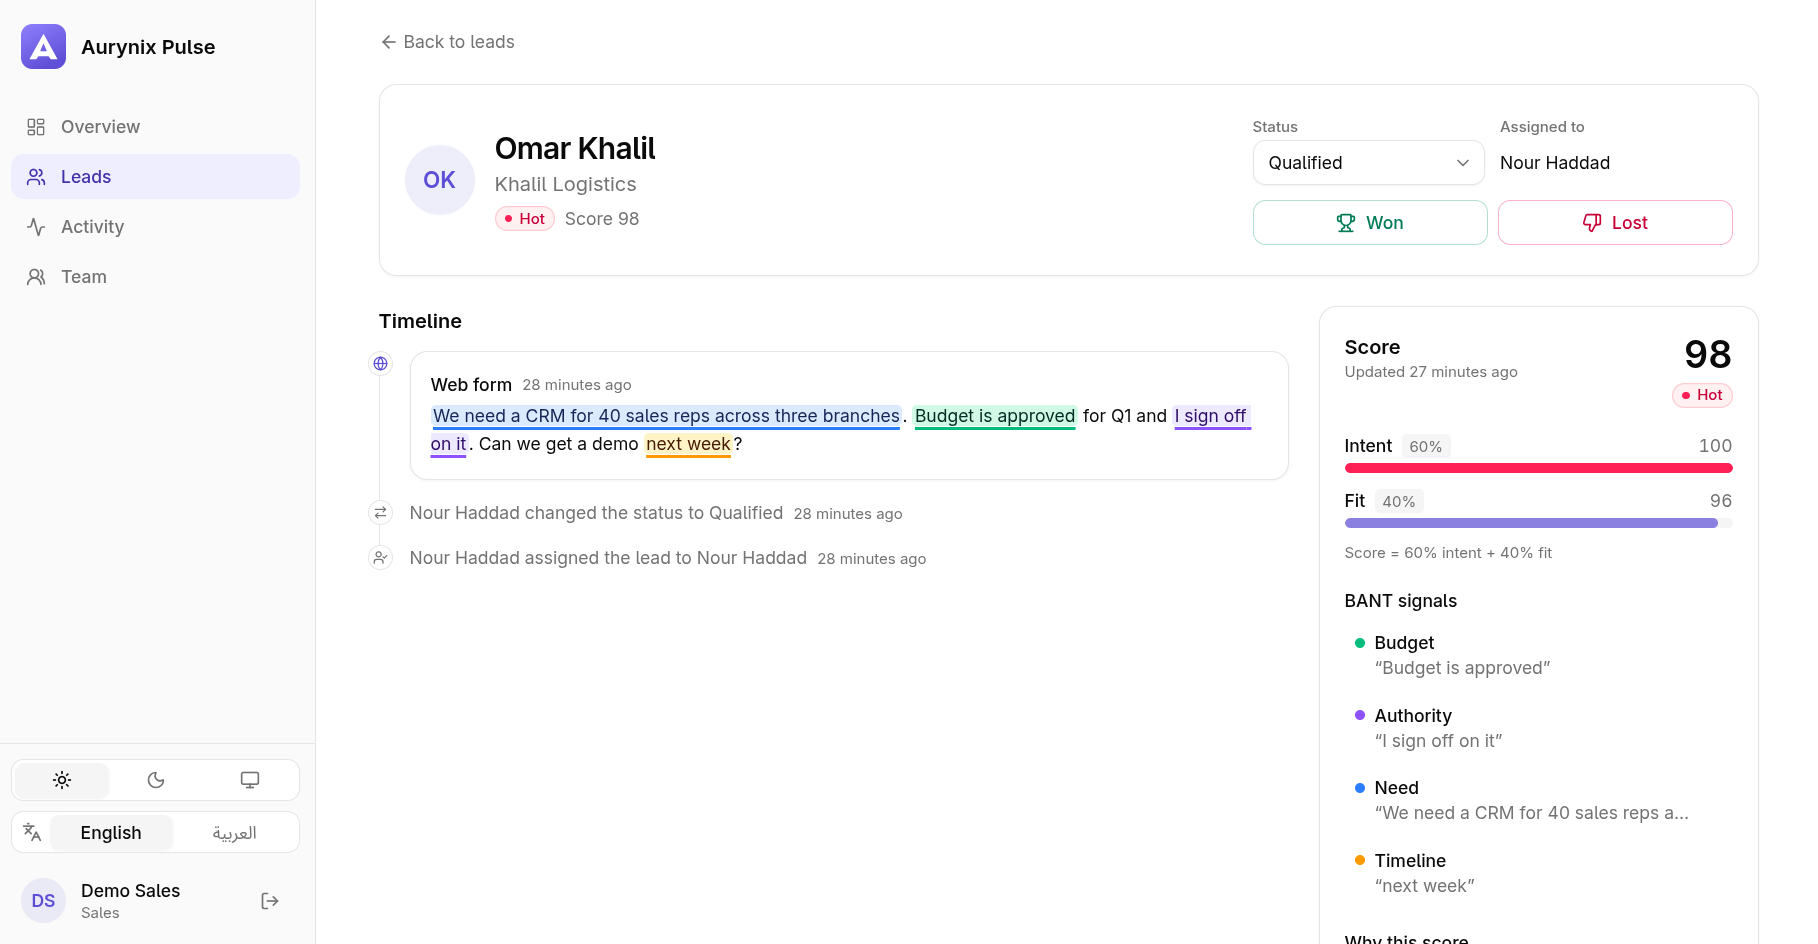 Aurynix Pulse
Overview
Leads
Activity
Team
English
العربية
DS
Demo Sales
Sales
Back to leads
OK
Omar Khalil
Khalil Logistics
Hot
Score 98
Status
Qualified
Assigned to
Nour Haddad
Won
Lost
Timeline
Web form 28 minutes ago
We need a CRM for 40 sales reps across three branches. Budget is approved for Q1 and I sign off
on it. Can we get a demo next week?
Nour Haddad changed the status to Qualified 28 minutes ago
Nour Haddad assigned the lead to Nour Haddad 28 minutes ago
Score
98
Updated 27 minutes ago
Hot
Intent 60% 100
Fit 40% 96
Score = 60% intent + 40% fit
BANT signals
Budget
“Budget is approved”
Authority
“I sign off on it”
Need
“We need a CRM for 40 sales reps a...
Timeline
“next week”
Why this score